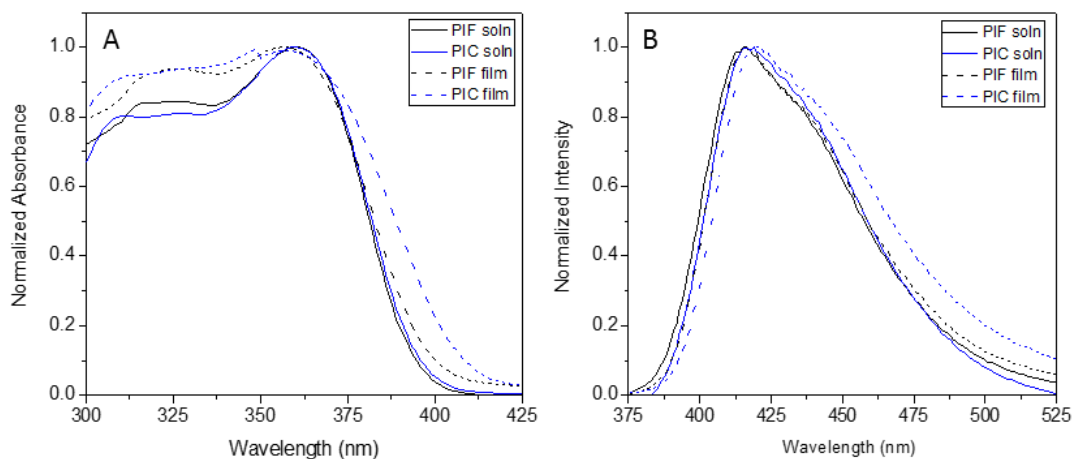 A
PIF soln
PIC soln
PIF film
PIC film
1.0
0.8
0.6
0.4
0.2
0.0
Normalized Absorbance
300 325 350 375 400 425
Wavelength (nm)
B
PIF soln
PIC soln
PIF film
PIC film
1.0
0.8
0.6
0.4
0.2
0.0
Normalized Intensity
375 400 425 450 475 500 525
Wavelength (nm)